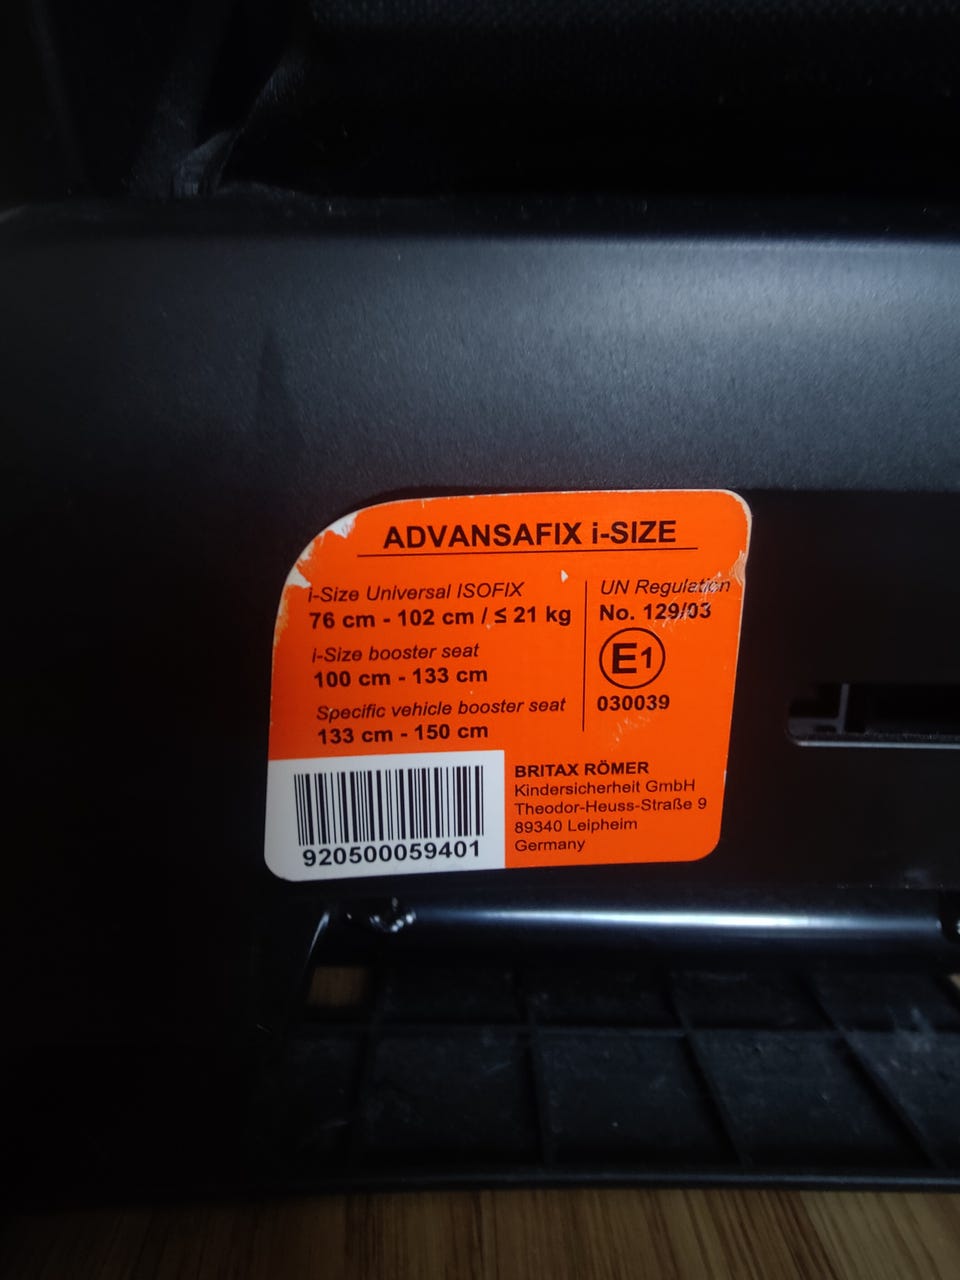 ADVANSAFIX i-SIZE
i-Size Universal ISOFIX
76 cm - 102 cm / ≤ 21 kg
i-Size booster seat
100 cm - 133 cm
Specific vehicle booster seat
133 cm - 150 cm
UN Regulation
No. 129/03
E1
030039
920500059401
BRITAX RÖMER
Kindersicherheit GmbH
Theodor-Heuss-Straße 9
89340 Leipheim
Germany